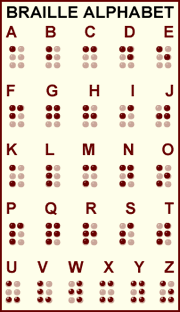 BRAILLE ALPHABET
A B C D E
F G H I J
K L M N O
P Q R S T
U V W X Y Z